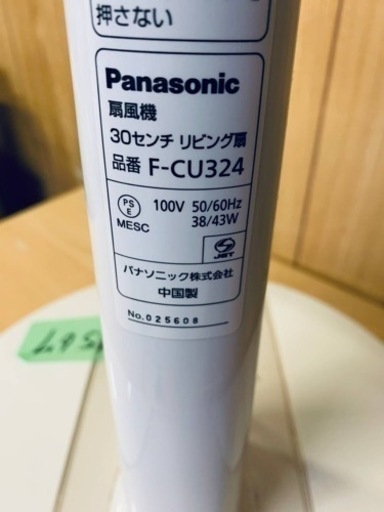 押さない
Panasonic
扇風機
30センチ リビング扇
品番 F-CU324
PS
E
MESC
100V 50/60Hz
38/43W
JET
パナソニック株式会社
中国製
No.025608